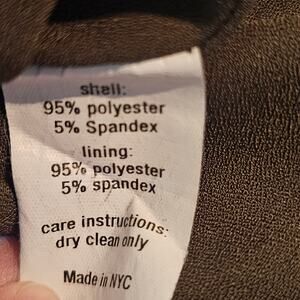 shell:
95% polyester
5% Spandex
lining:
95% polyester
5% spandex
care instructions:
dry clean only
Made in NYC